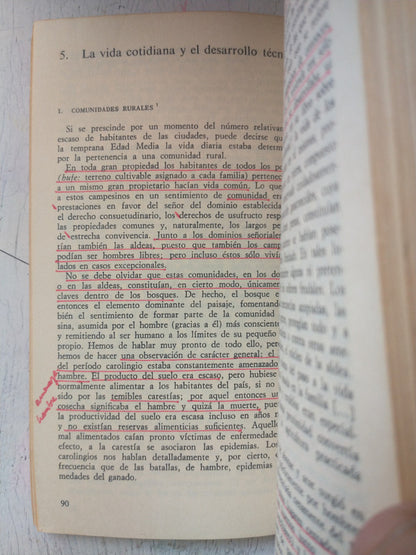 5. La vida cotidiana y el desarrollo técn
I. COMUNIDADES RURALES 1
Si se prescinde por un momento del número relativan
escaso de habitantes de las ciudades, puede decirse que
la temprana Edad Media la vida diaria estaba determ
por la pertenencia a una comunidad rural.
En toda gran propiedad los habitantes de todos los po
(hufe: terreno cultivable asignado a cada familia) pertenec
a un mismo gran propietario hacían vida común. Lo que
a estos campesinos en un sentimiento de comunidad er
prestaciones en favor del señor del dominio establecida
el derecho consuetudinario, los derechos de usufructo resp
las propiedades comunes y, naturalmente, los largos pe
de estrecha convivencia. Junto a los dominios señoriales
rían también las aldeas, puesto que también los camp
podían ser hombres libres; pero incluso éstos sólo vivía
lados en casos excepcionales.
No se debe olvidar que estas comunidades, en los do
o en las aldeas, constituían, en cierto modo, únicamen
claves dentro de los bosques. De hecho, el bosque e
entonces el elemento dominante del paisaje, fomentan
bién el sentimiento de formar parte de la comunidad
sina, asumida por el hombre (gracias a él) más conscie
y remitiendo al ser humano a los límites de su pequeño
po. Hemos de hablar muy pronto de todo ello, pero
hemos de hacer una observación de carácter general: el
del período carolingio estaba constantemente amenazado
hambre. El producto del suelo era escaso, pero hubiese
normalmente alimentar a los habitantes del país, si no
sido por las temibles carestías; por aquel entonces un
cosecha significaba el hambre y quizá la muerte, pue
la productividad del suelo era escasa incluso en años n
y no existían reservas alimenticias suficientes. Aquello
mal alimentados caían pronto víctimas de enfermedade
efecto, a la carestía se asociaban las epidemias. Los
carolingios nos hablan detalladamente y, por cierto, c
frecuencia que de las batallas, de hambre, epidemias
medades del ganado.
amenaza
hambre
90